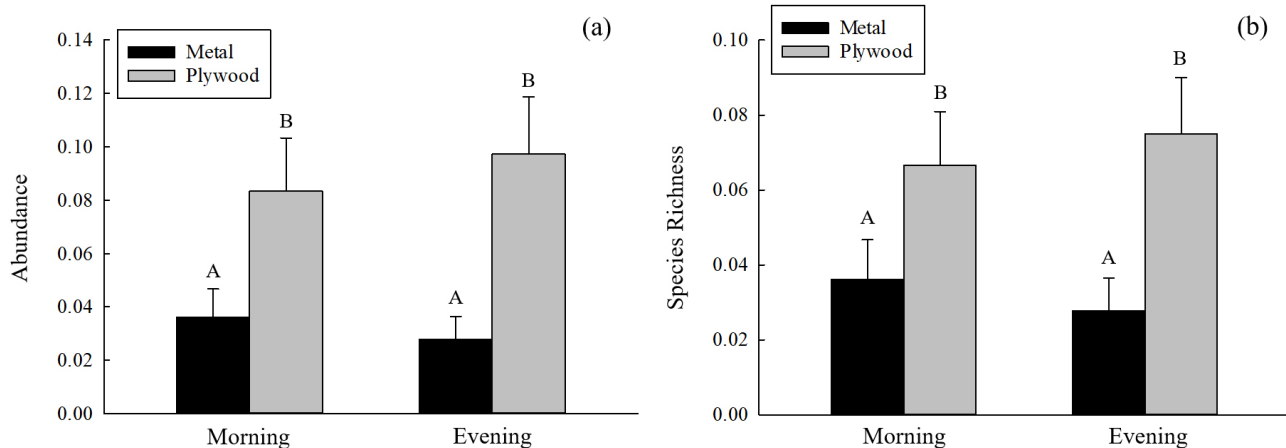 (a)
Metal
Plywood
Abundance
0.14
0.12
0.10
0.08
0.06
0.04
0.02
0.00
A
B
A
B
Morning
Evening
(b)
Metal
Plywood
Species Richness
0.10
0.08
0.06
0.04
0.02
0.00
A
B
A
B
Morning
Evening